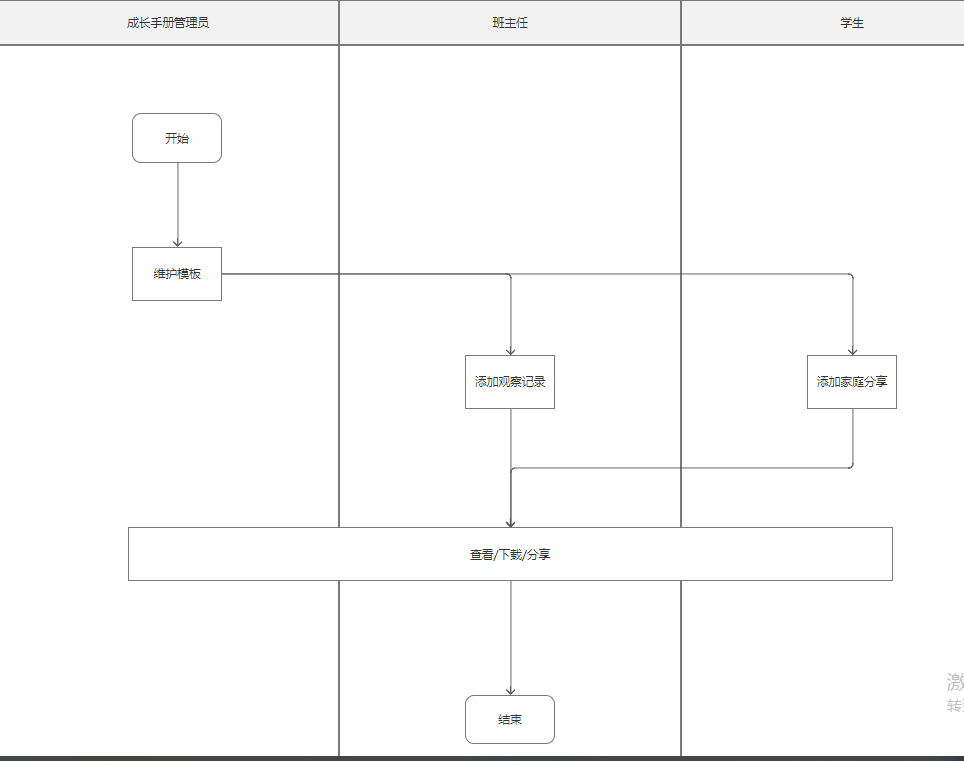 成长手册管理员
班主任
学生
开始
维护模板
添加观察记录
添加家庭分享
查看/下载/分享
结束
激